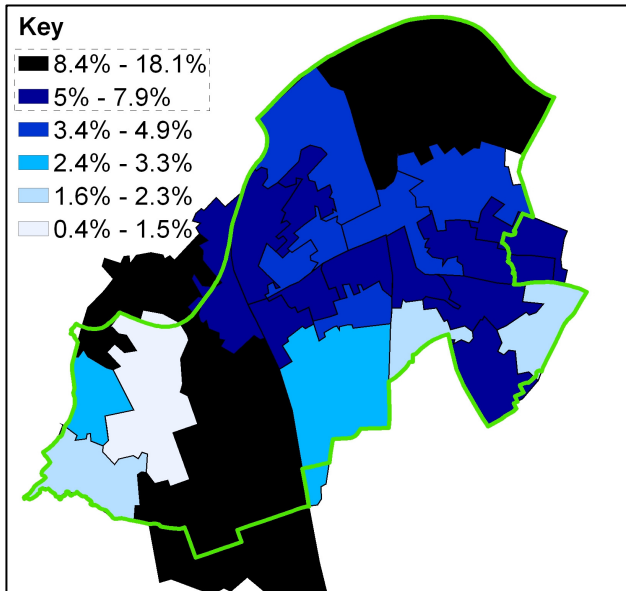 Key
8.4% - 18.1%
5% - 7.9%
3.4% - 4.9%
2.4% - 3.3%
1.6% - 2.3%
0.4% - 1.5%